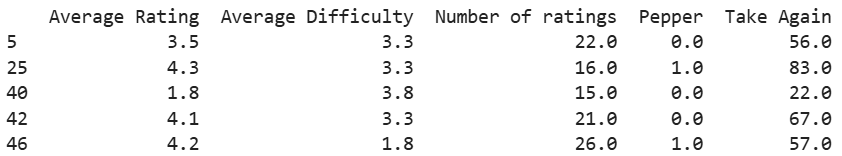 Average Rating Average Difficulty Number of ratings Pepper Take Again
5 3.5 3.3 22.0 0.0 56.0
25 4.3 3.3 16.0 1.0 83.0
40 1.8 3.8 15.0 0.0 22.0
42 4.1 3.3 21.0 0.0 67.0
46 4.2 1.8 26.0 1.0 57.0